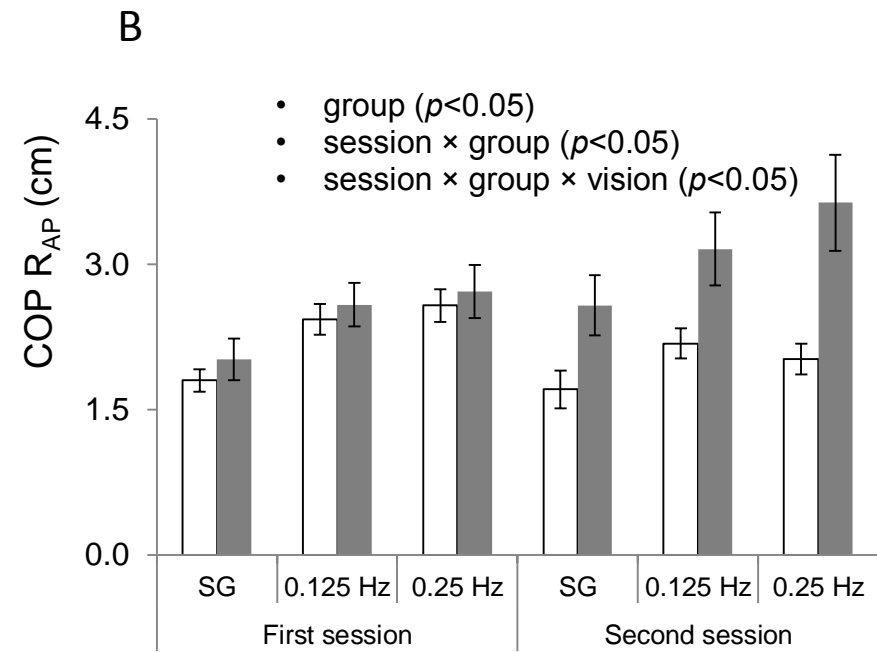 B
• group (p<0.05)
• session × group (p<0.05)
• session × group × vision (p<0.05)
COP RAP (cm)
4.5
3.0
1.5
0.0
SG 0.125 Hz 0.25 Hz SG 0.125 Hz 0.25 Hz
First session Second session